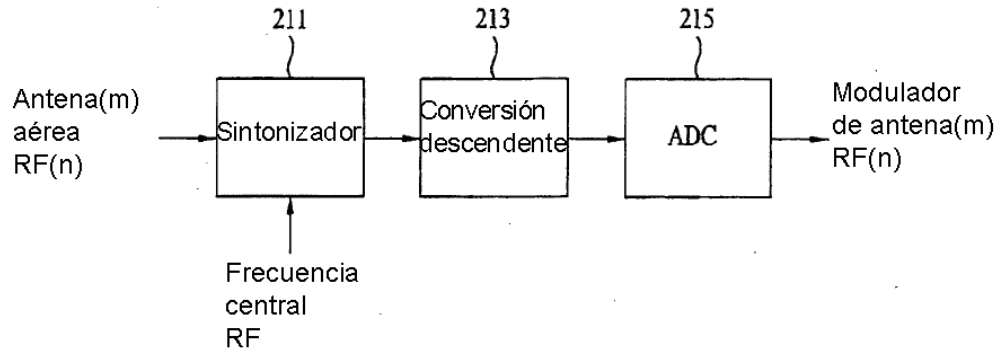 211
213
215
Antena(m)
aérea
RF(n)
Sintonizador
Conversión
descendente
ADC
Modulador
de antena(m)
RF(n)
Frecuencia
central
RF